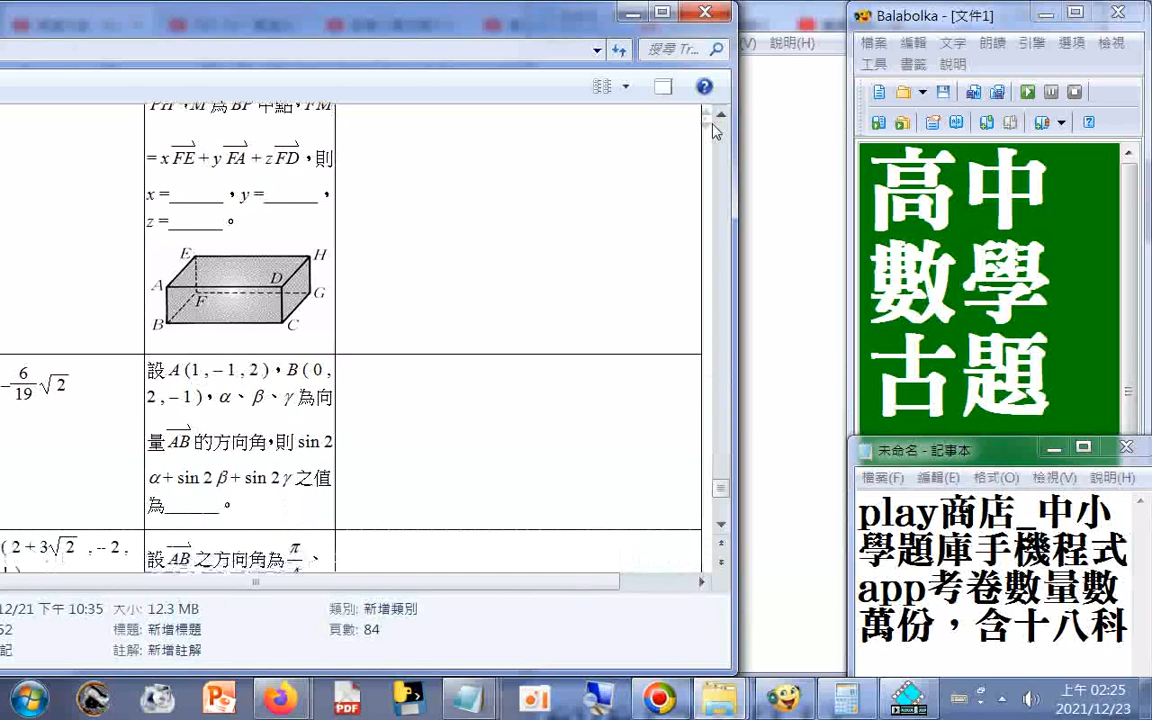 Balabolka - [文件1]
搜尋 Tr...
(V) 說明(H)
檔案 編輯 文字 朗讀 引擎 選項 檢視
工具 書籤 說明
PH，M 為 BP 中點，FM
= x FE + y FA + z FD，則
x =______，y =______，
z =______。
E H
A D
F G
B C
高中
數學
古題
−6/19 √2
設 A (1 , −1 , 2 )，B ( 0 ,
2 , −1 )，α、β、γ 為向
量 AB 的方向角，則 sin 2
α + sin 2 β + sin 2 γ 之值
為______。
( 2 + 3√2 , −2 ,
設 AB 之方向角為 π/4、
未命名 - 記事本
檔案(F) 編輯(E) 格式(O) 檢視(V) 說明(H)
play商店_中小
學題庫手機程式
app考卷數量數
萬份，含十八科
12/21 下午 10:35 大小: 12.3 MB 類別: 新增類別
52 標題: 新增標題 頁數: 84
記 註解: 新增註解
PDF
上午 02:25
2021/12/23